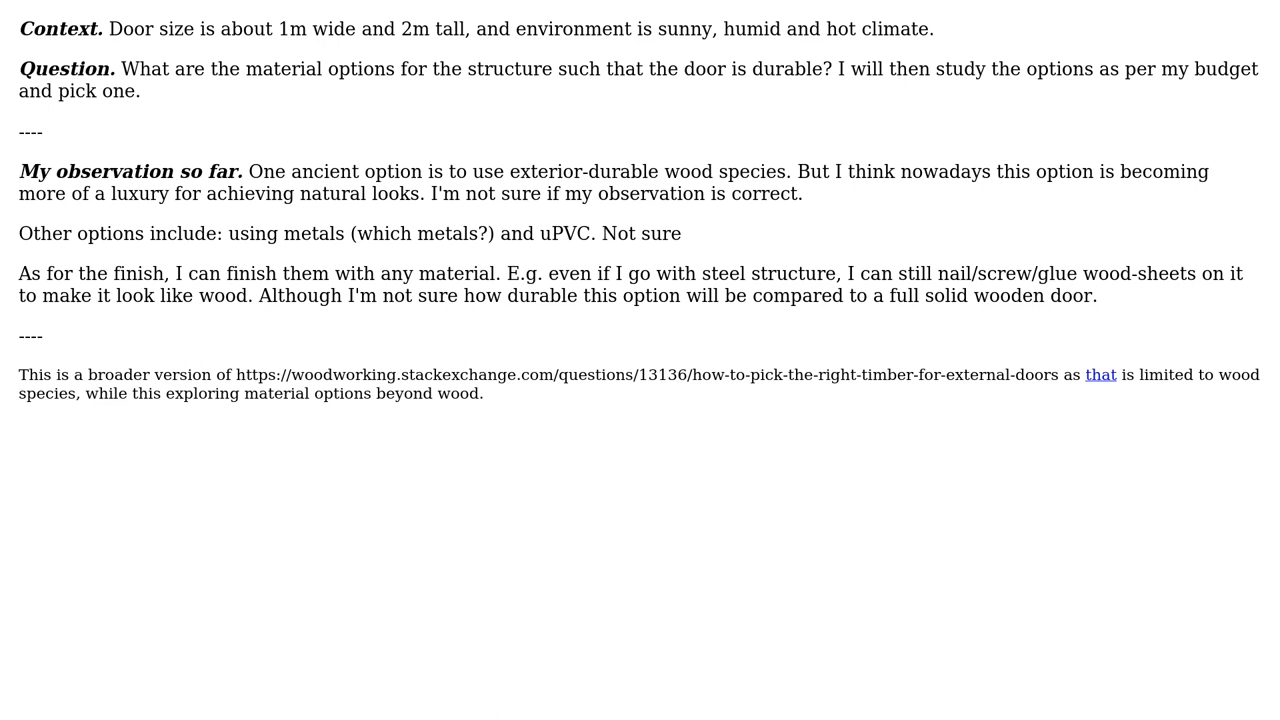 Context. Door size is about 1m wide and 2m tall, and environment is sunny, humid and hot climate.
Question. What are the material options for the structure such that the door is durable? I will then study the options as per my budget
and pick one.
----
My observation so far. One ancient option is to use exterior-durable wood species. But I think nowadays this option is becoming
more of a luxury for achieving natural looks. I'm not sure if my observation is correct.
Other options include: using metals (which metals?) and uPVC. Not sure
As for the finish, I can finish them with any material. E.g. even if I go with steel structure, I can still nail/screw/glue wood-sheets on it
to make it look like wood. Although I'm not sure how durable this option will be compared to a full solid wooden door.
----
This is a broader version of https://woodworking.stackexchange.com/questions/13136/how-to-pick-the-right-timber-for-external-doors as that is limited to wood
species, while this exploring material options beyond wood.